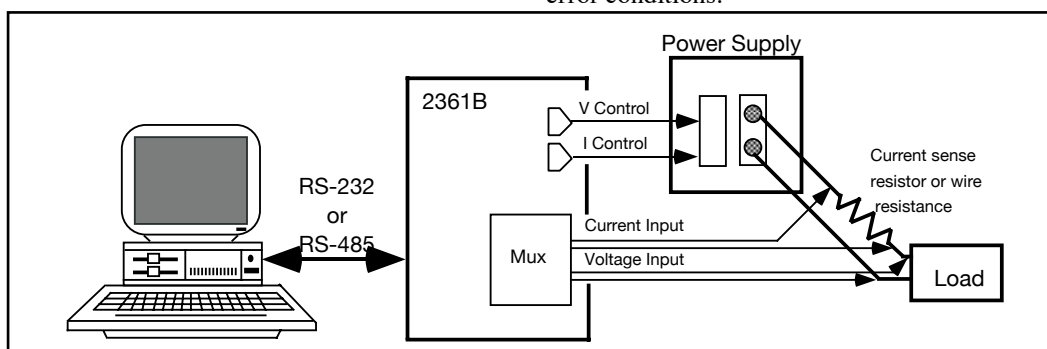 error conditions.
Power Supply
2361B
V Control
I Control
RS-232
or
RS-485
Current sense
resistor or wire
resistance
Current Input
Mux
Voltage Input
Load